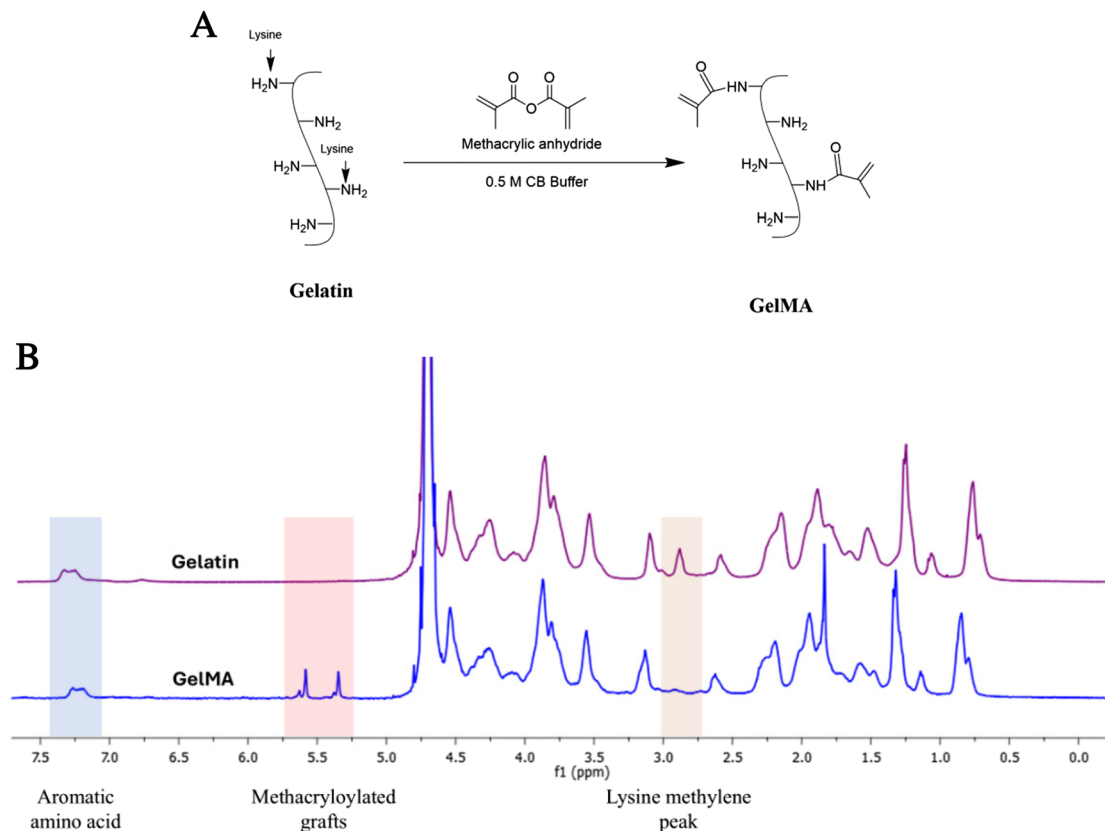 A
Lysine
H₂N
NH₂
Lysine
H₂N
NH₂
H₂N
Gelatin
O
O
O
Methacrylic anhydride
0.5 M CB Buffer
O
HN
NH₂
O
H₂N
NH
H₂N
GelMA
B
Gelatin
GelMA
7.5 7.0 6.5 6.0 5.5 5.0 4.5 4.0 3.5 3.0 2.5 2.0 1.5 1.0 0.5 0.0
f1 (ppm)
Aromatic
amino acid
Methacryloylated
grafts
Lysine methylene
peak